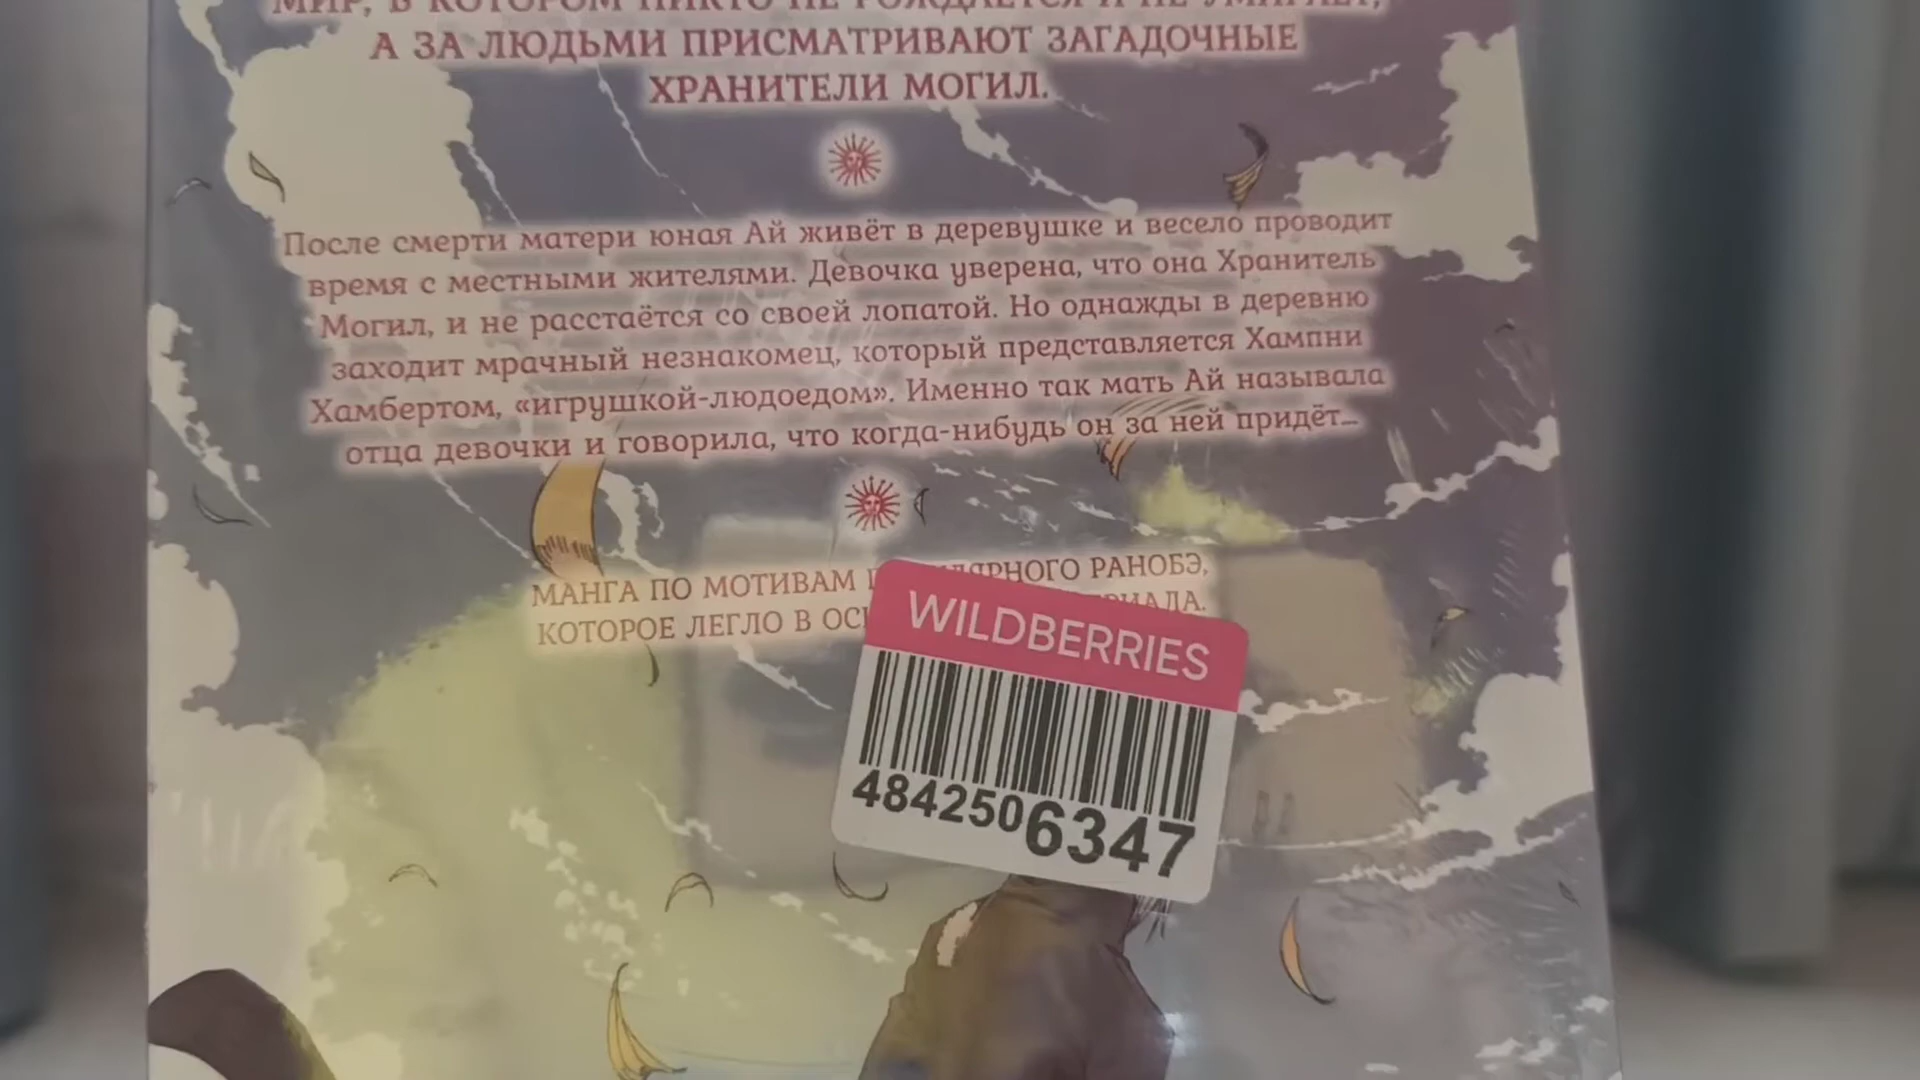 МИР, В КОТОРОМ НИКТО НЕ РОЖДАЕТСЯ И НЕ УМИРАЕТ,
А ЗА ЛЮДЬМИ ПРИСМАТРИВАЮТ ЗАГАДОЧНЫЕ
ХРАНИТЕЛИ МОГИЛ.
После смерти матери юная Ай живёт в деревушке и весело проводит
время с местными жителями. Девочка уверена, что она Хранитель
Могил, и не расстаётся со своей лопатой. Но однажды в деревню
заходит мрачный незнакомец, который представляется Хампни
Хамбертом, «игрушкой-людоедом». Именно так мать Ай называла
отца девочки и говорила, что когда-нибудь он за ней придёт...
МАНГА ПО МОТИВАМ РАНОБЭ,
КОТОРОЕ ЛЕГЛО В
WILDBERRIES
4842506347